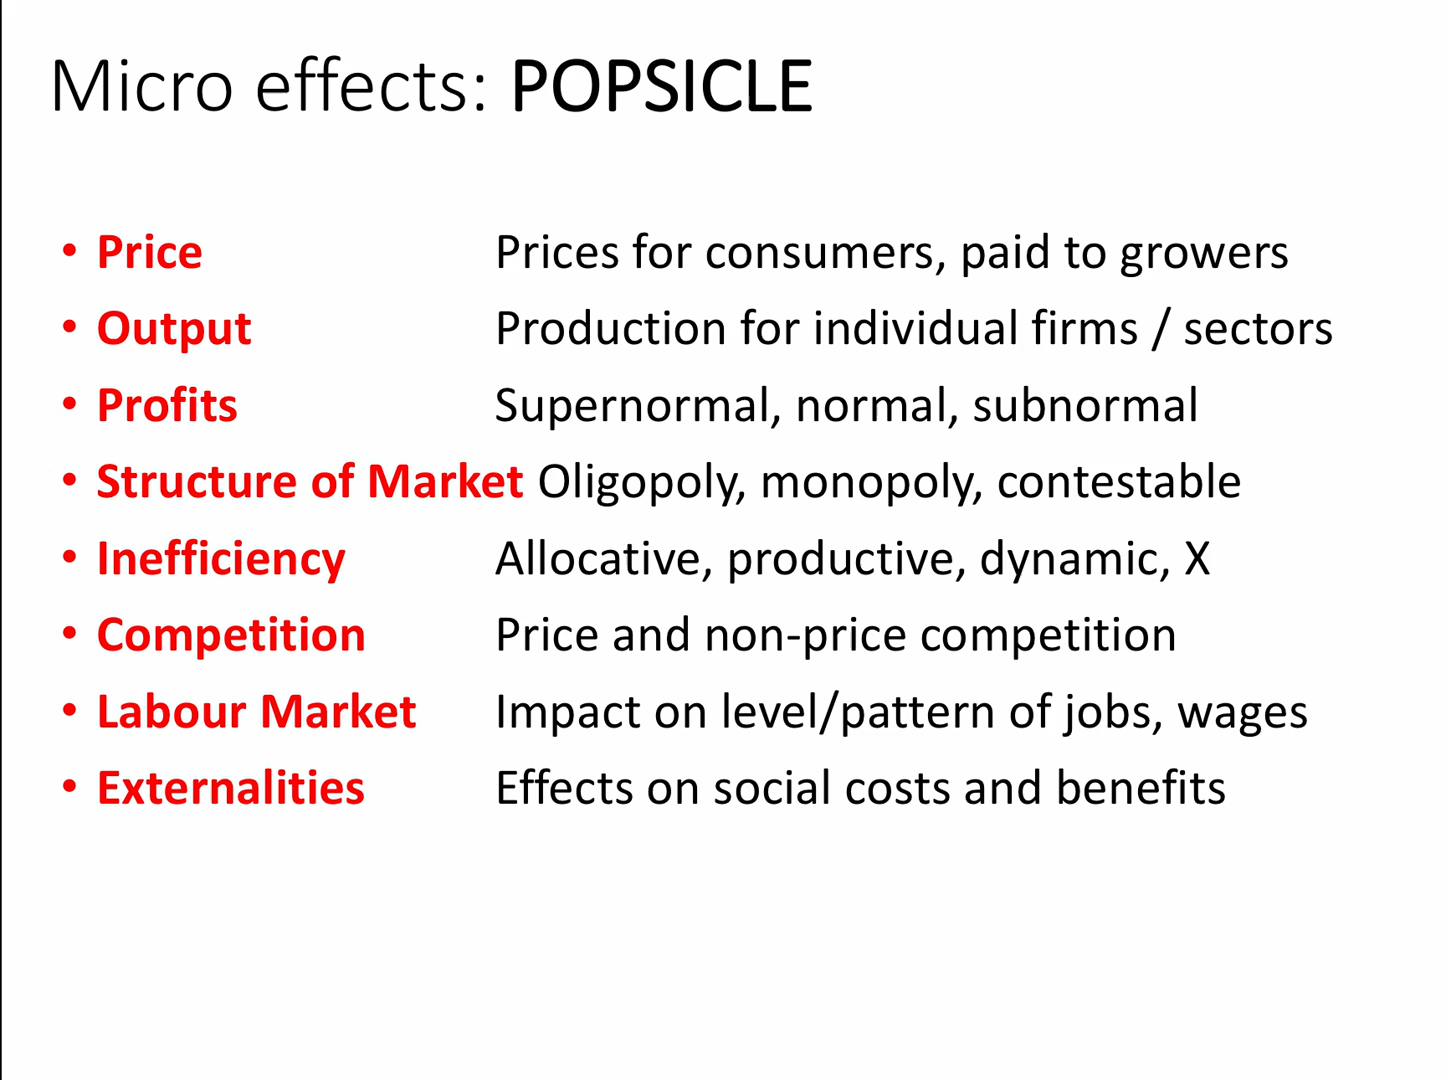 Micro effects: POPSICLE
• Price Prices for consumers, paid to growers
• Output Production for individual firms / sectors
• Profits Supernormal, normal, subnormal
• Structure of Market Oligopoly, monopoly, contestable
• Inefficiency Allocative, productive, dynamic, X
• Competition Price and non-price competition
• Labour Market Impact on level/pattern of jobs, wages
• Externalities Effects on social costs and benefits